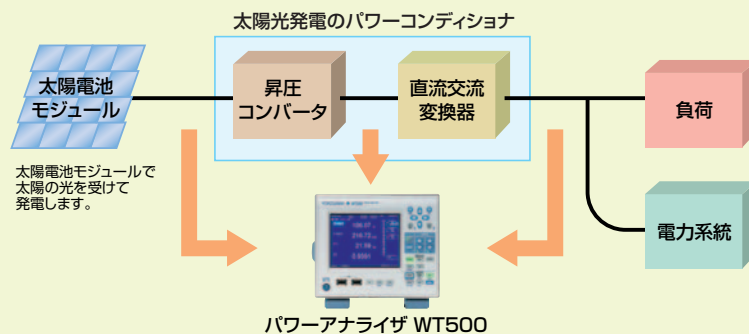 太陽光発電のパワーコンディショナ
太陽電池
モジュール
昇圧
コンバータ
直流交流
変換器
負荷
太陽電池モジュールで
太陽の光を受けて
発電します。
電力系統
パワーアナライザ WT500